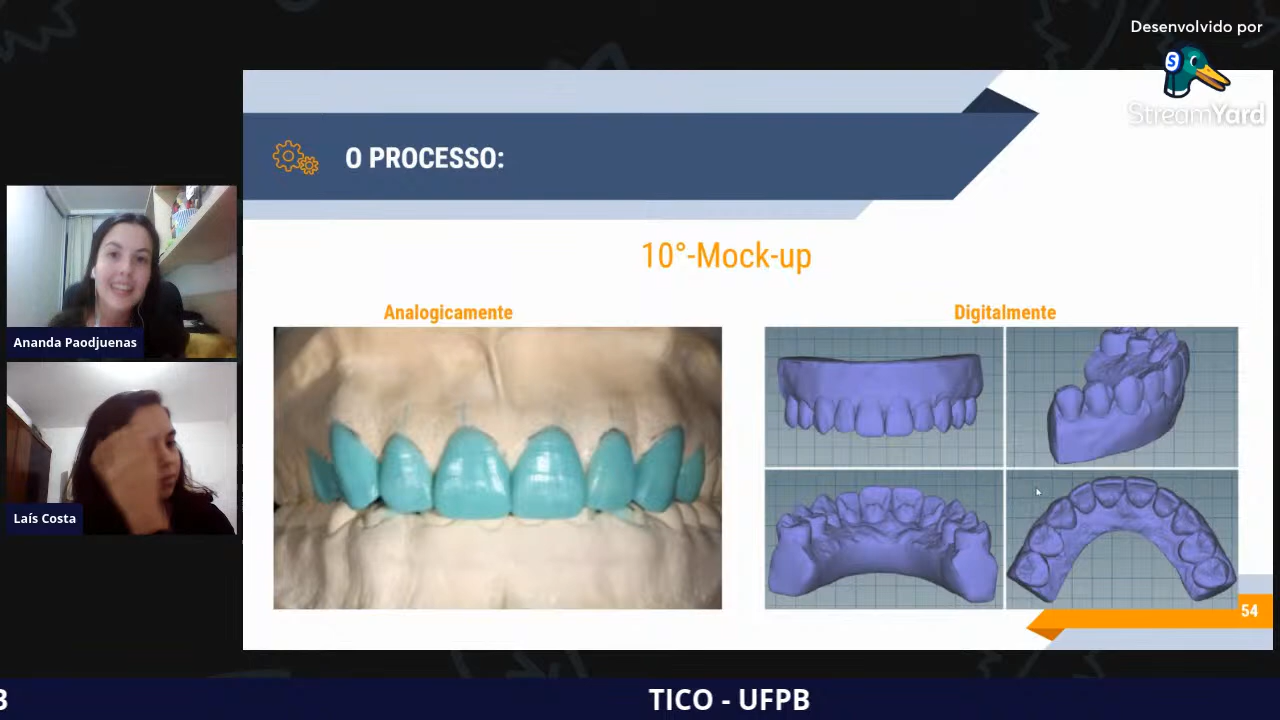 Desenvolvido por
StreamYard
O PROCESSO:
10°-Mock-up
Analogicamente
Digitalmente
Ananda Paodjuenas
Laís Costa
54
B
TICO - UFPB